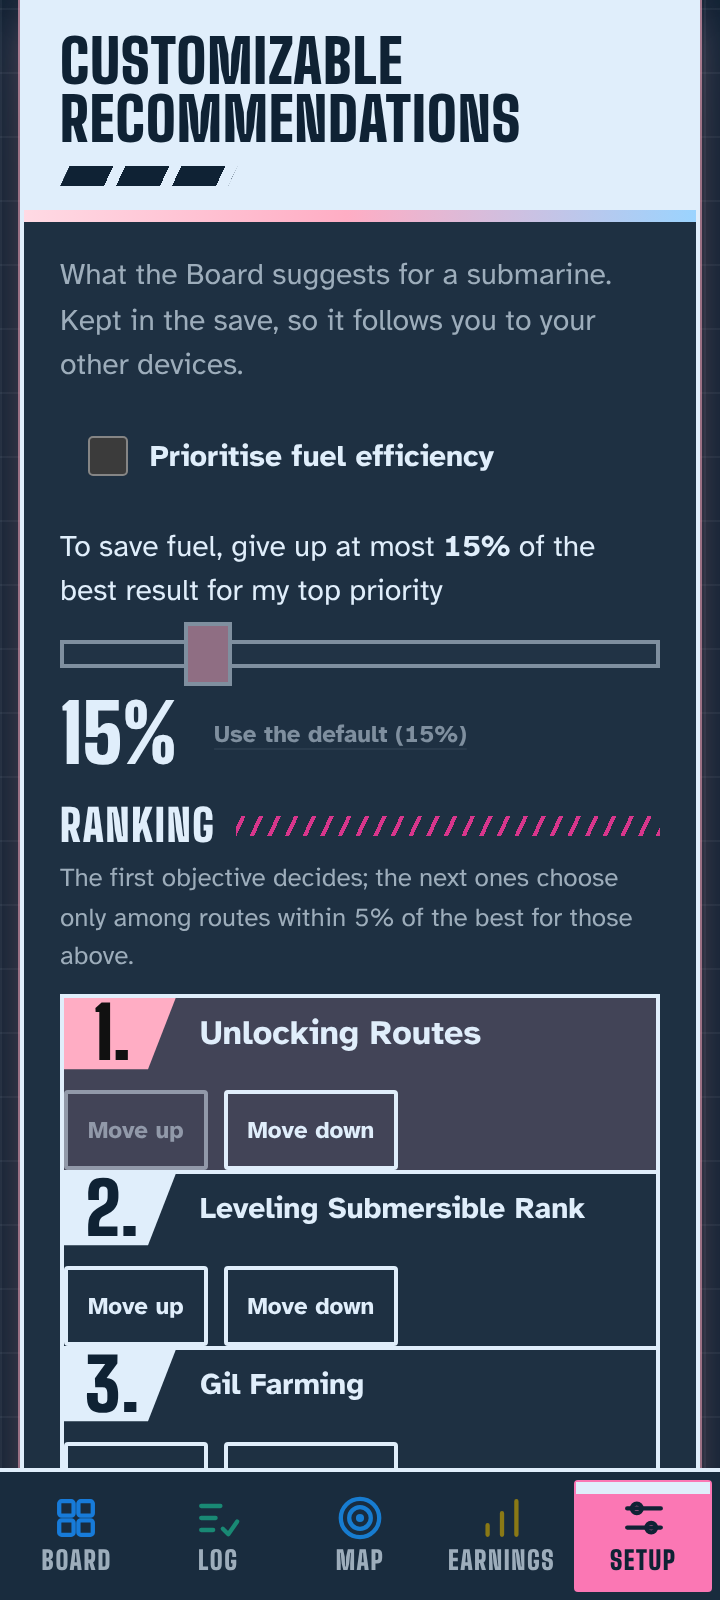 CUSTOMIZABLE
RECOMMENDATIONS
What the Board suggests for a submarine.
Kept in the save, so it follows you to your
other devices.
Prioritise fuel efficiency
To save fuel, give up at most 15% of the
best result for my top priority
15%
Use the default (15%)
RANKING
The first objective decides; the next ones choose
only among routes within 5% of the best for those
above.
1.
Unlocking Routes
Move up
Move down
2.
Leveling Submersible Rank
Move up
Move down
3.
Gil Farming
BOARD
LOG
MAP
EARNINGS
SETUP